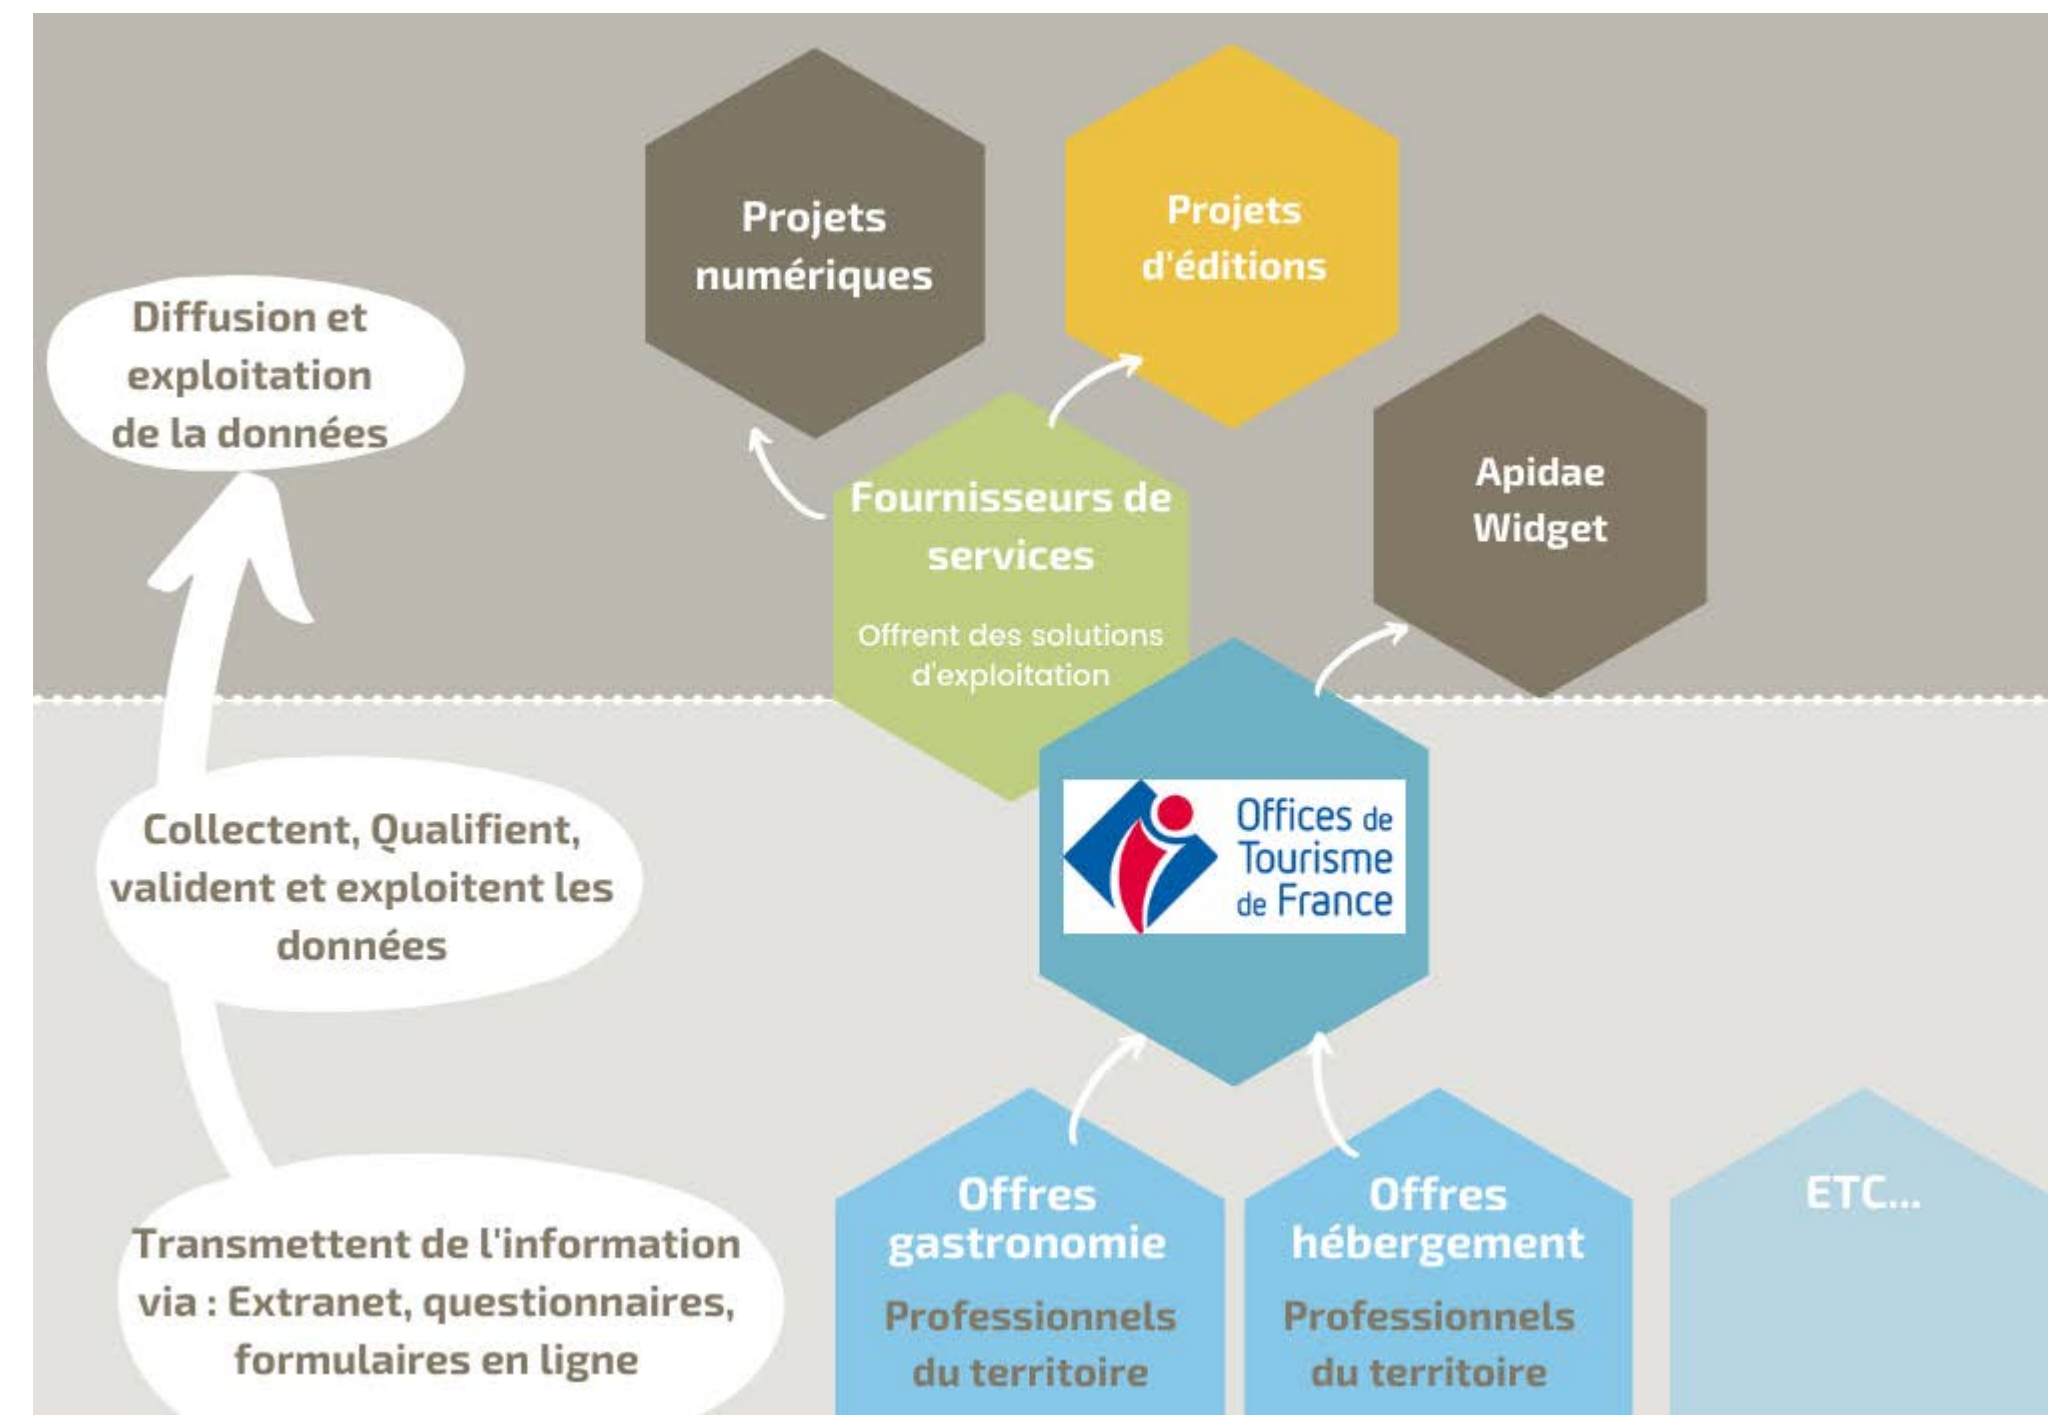 Projets
numériques
Projets
d'éditions
Diffusion et
exploitation
de la données
Apidae
Widget
Fournisseurs de
services
Offrent des solutions
d'exploitation
Collectent, Qualifient,
valident et exploitent les
données
Offices de
Tourisme
de France
Transmettent de l'information
via : Extranet, questionnaires,
formulaires en ligne
Offres
gastronomie
Professionnels
du territoire
Offres
hébergement
Professionnels
du territoire
ETC...